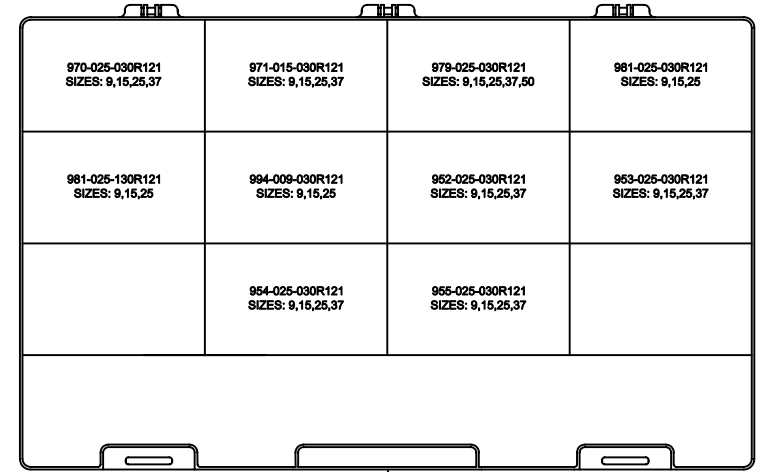 970-025-030R121
SIZES: 9,15,25,37
971-015-030R121
SIZES: 9,15,25,37
979-025-030R121
SIZES: 9,15,25,37,50
981-025-030R121
SIZES: 9,15,25
981-025-130R121
SIZES: 9,15,25
994-009-030R121
SIZES: 9,15,25
952-025-030R121
SIZES: 9,15,25,37
953-025-030R121
SIZES: 9,15,25,37
954-025-030R121
SIZES: 9,15,25,37
955-025-030R121
SIZES: 9,15,25,37